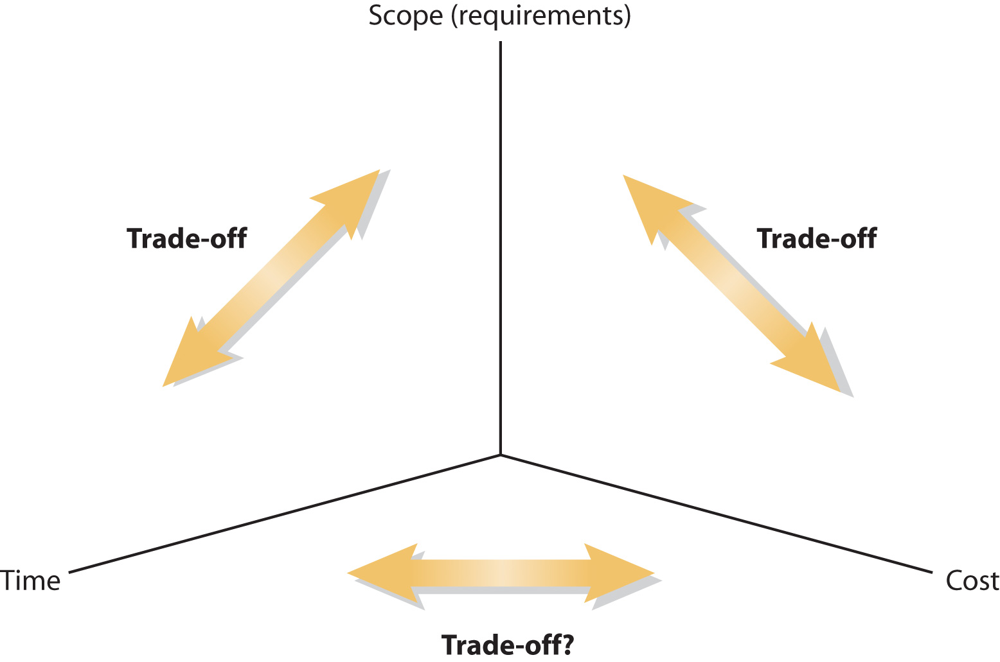 Scope (requirements)
Trade-off
Trade-off
Time
Cost
Trade-off?